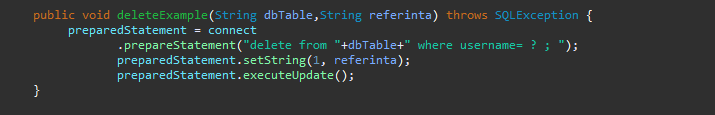 public void deleteExample(String dbTable,String referinta) throws SQLException {
preparedStatement = connect
.prepareStatement("delete from "+dbTable+" where username= ? ; ");
preparedStatement.setString(1, referinta);
preparedStatement.executeUpdate();
}